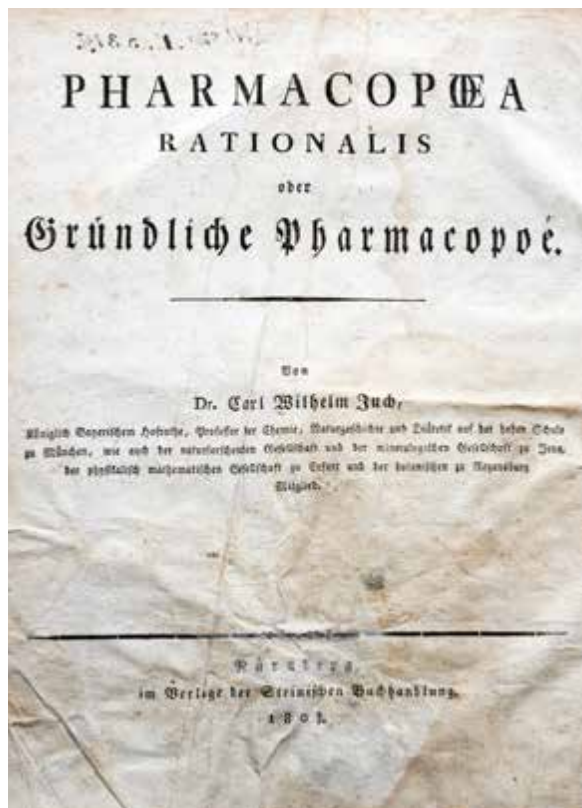 PHARMACOPŒA
RATIONALIS
oder
Gründliche Pharmacopoé.
Von
Dr. Carl Wilhelm Juch,
Königlich Bayerischem Hofrathe, Professor der Chemie, Naturgeschichte und Diätetik auf der hohen Schule
zu München, wie auch der naturforschenden Gesellschaft und der mineralogischen Gesellschaft zu Jena,
der physikalisch mathematischen Gesellschaft zu Erfurt und der botanischen zu Regensburg
Mitglied.
Nürnberg,
im Verlage der Steinischen Buchhandlung.